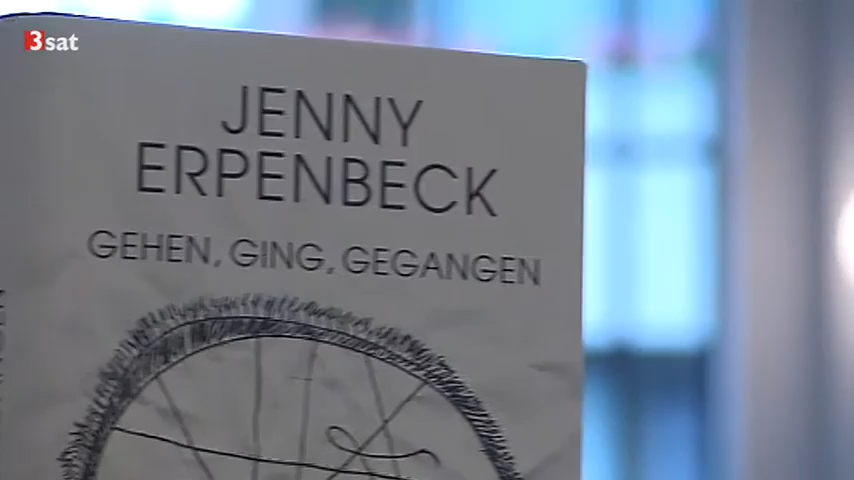 3sat
JENNY
ERPENBECK
GEHEN, GING, GEGANGEN